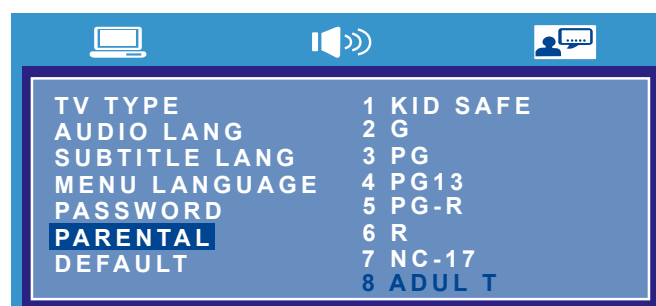 TV TYPE
AUDIO LANG
SUBTITLE LANG
MENU LANGUAGE
PASSWORD
PARENTAL
DEFAULT
1 KID SAFE
2 G
3 PG
4 PG13
5 PG-R
6 R
7 NC-17
8 ADUL T